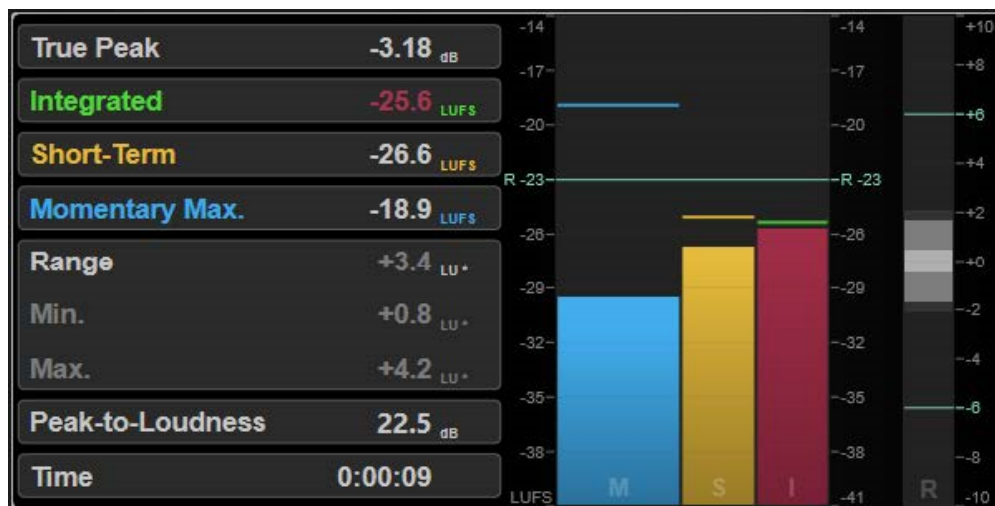 True Peak -3.18 dB
Integrated -25.6 LUFS
Short-Term -26.6 LUFS
Momentary Max. -18.9 LUFS
Range +3.4 LU*
Min. +0.8 LU*
Max. +4.2 LU*
Peak-to-Loudness 22.5 dB
Time 0:00:09
-14
-17
-20
R -23
-26
-29
-32
-35
-38
LUFS
M S I
-14
-17
-20
R -23
-26
-29
-32
-35
-38
-41
R
+10
+8
+6
+4
+2
+0
-2
-4
-6
-8
-10